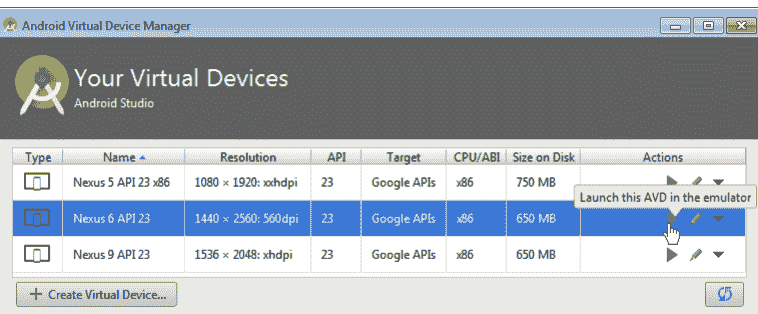 Android Virtual Device Manager
Your Virtual Devices
Android Studio
Type Name Resolution API Target CPU/ABI Size on Disk Actions
Nexus 5 API 23 x86 1080 × 1920: xxhdpi 23 Google APIs x86 750 MB
Launch this AVD in the emulator
Nexus 6 API 23 1440 × 2560: 560dpi 23 Google APIs x86 650 MB
Nexus 9 API 23 1536 × 2048: xhdpi 23 Google APIs x86 650 MB
+ Create Virtual Device...